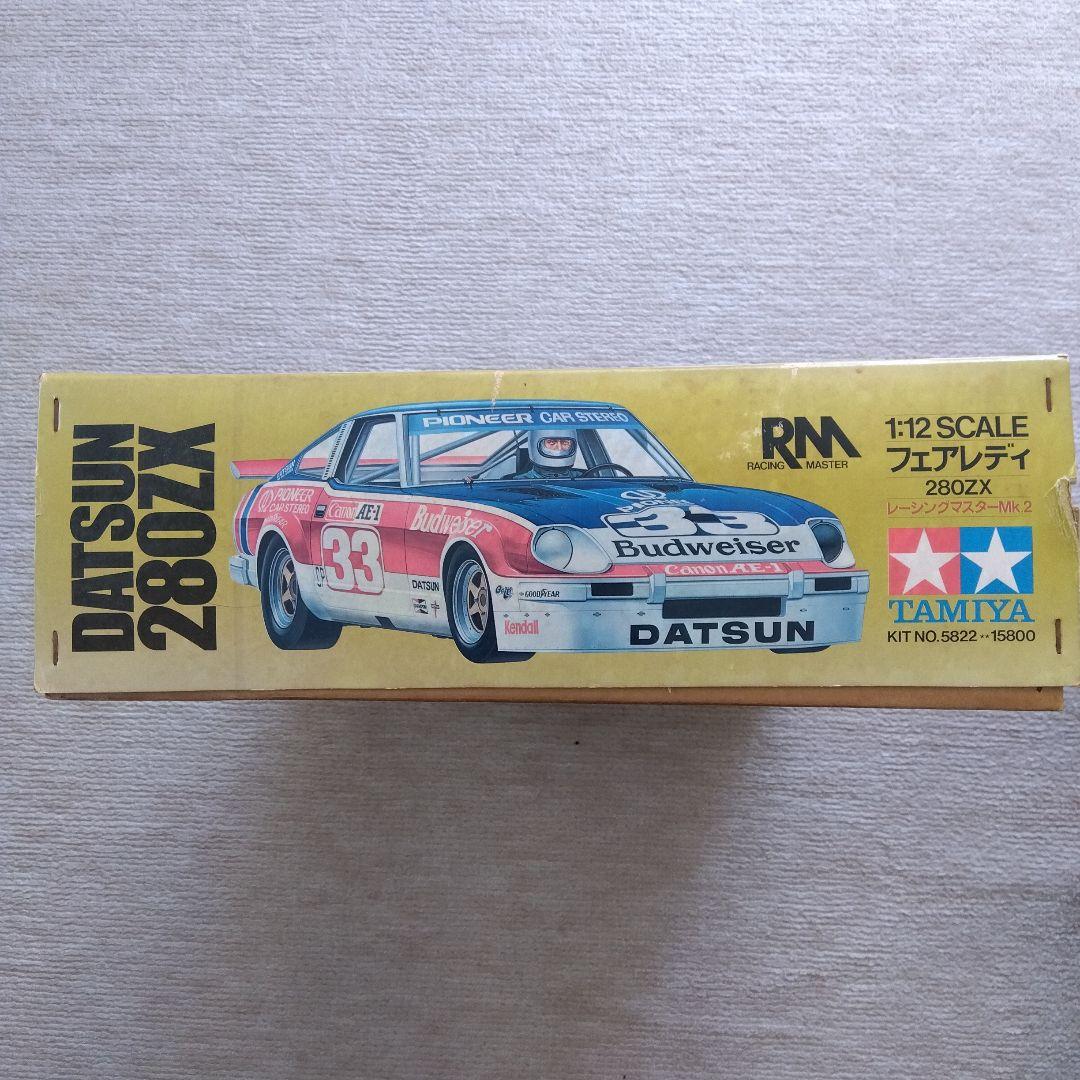 DATSUN
280ZX
PIONEER CAR STEREO
DATSUN
PIONEER
CAR STEREO
Canon AE-1
Budweiser
33
33
Budweiser
Canon AE-1
DATSUN
GOODYEAR
Kendall
DATSUN
RM
RACING MASTER
1:12 SCALE
フェアレディ
280ZX
レーシングマスターMk.2
TAMIYA
KIT NO.5822 **15800